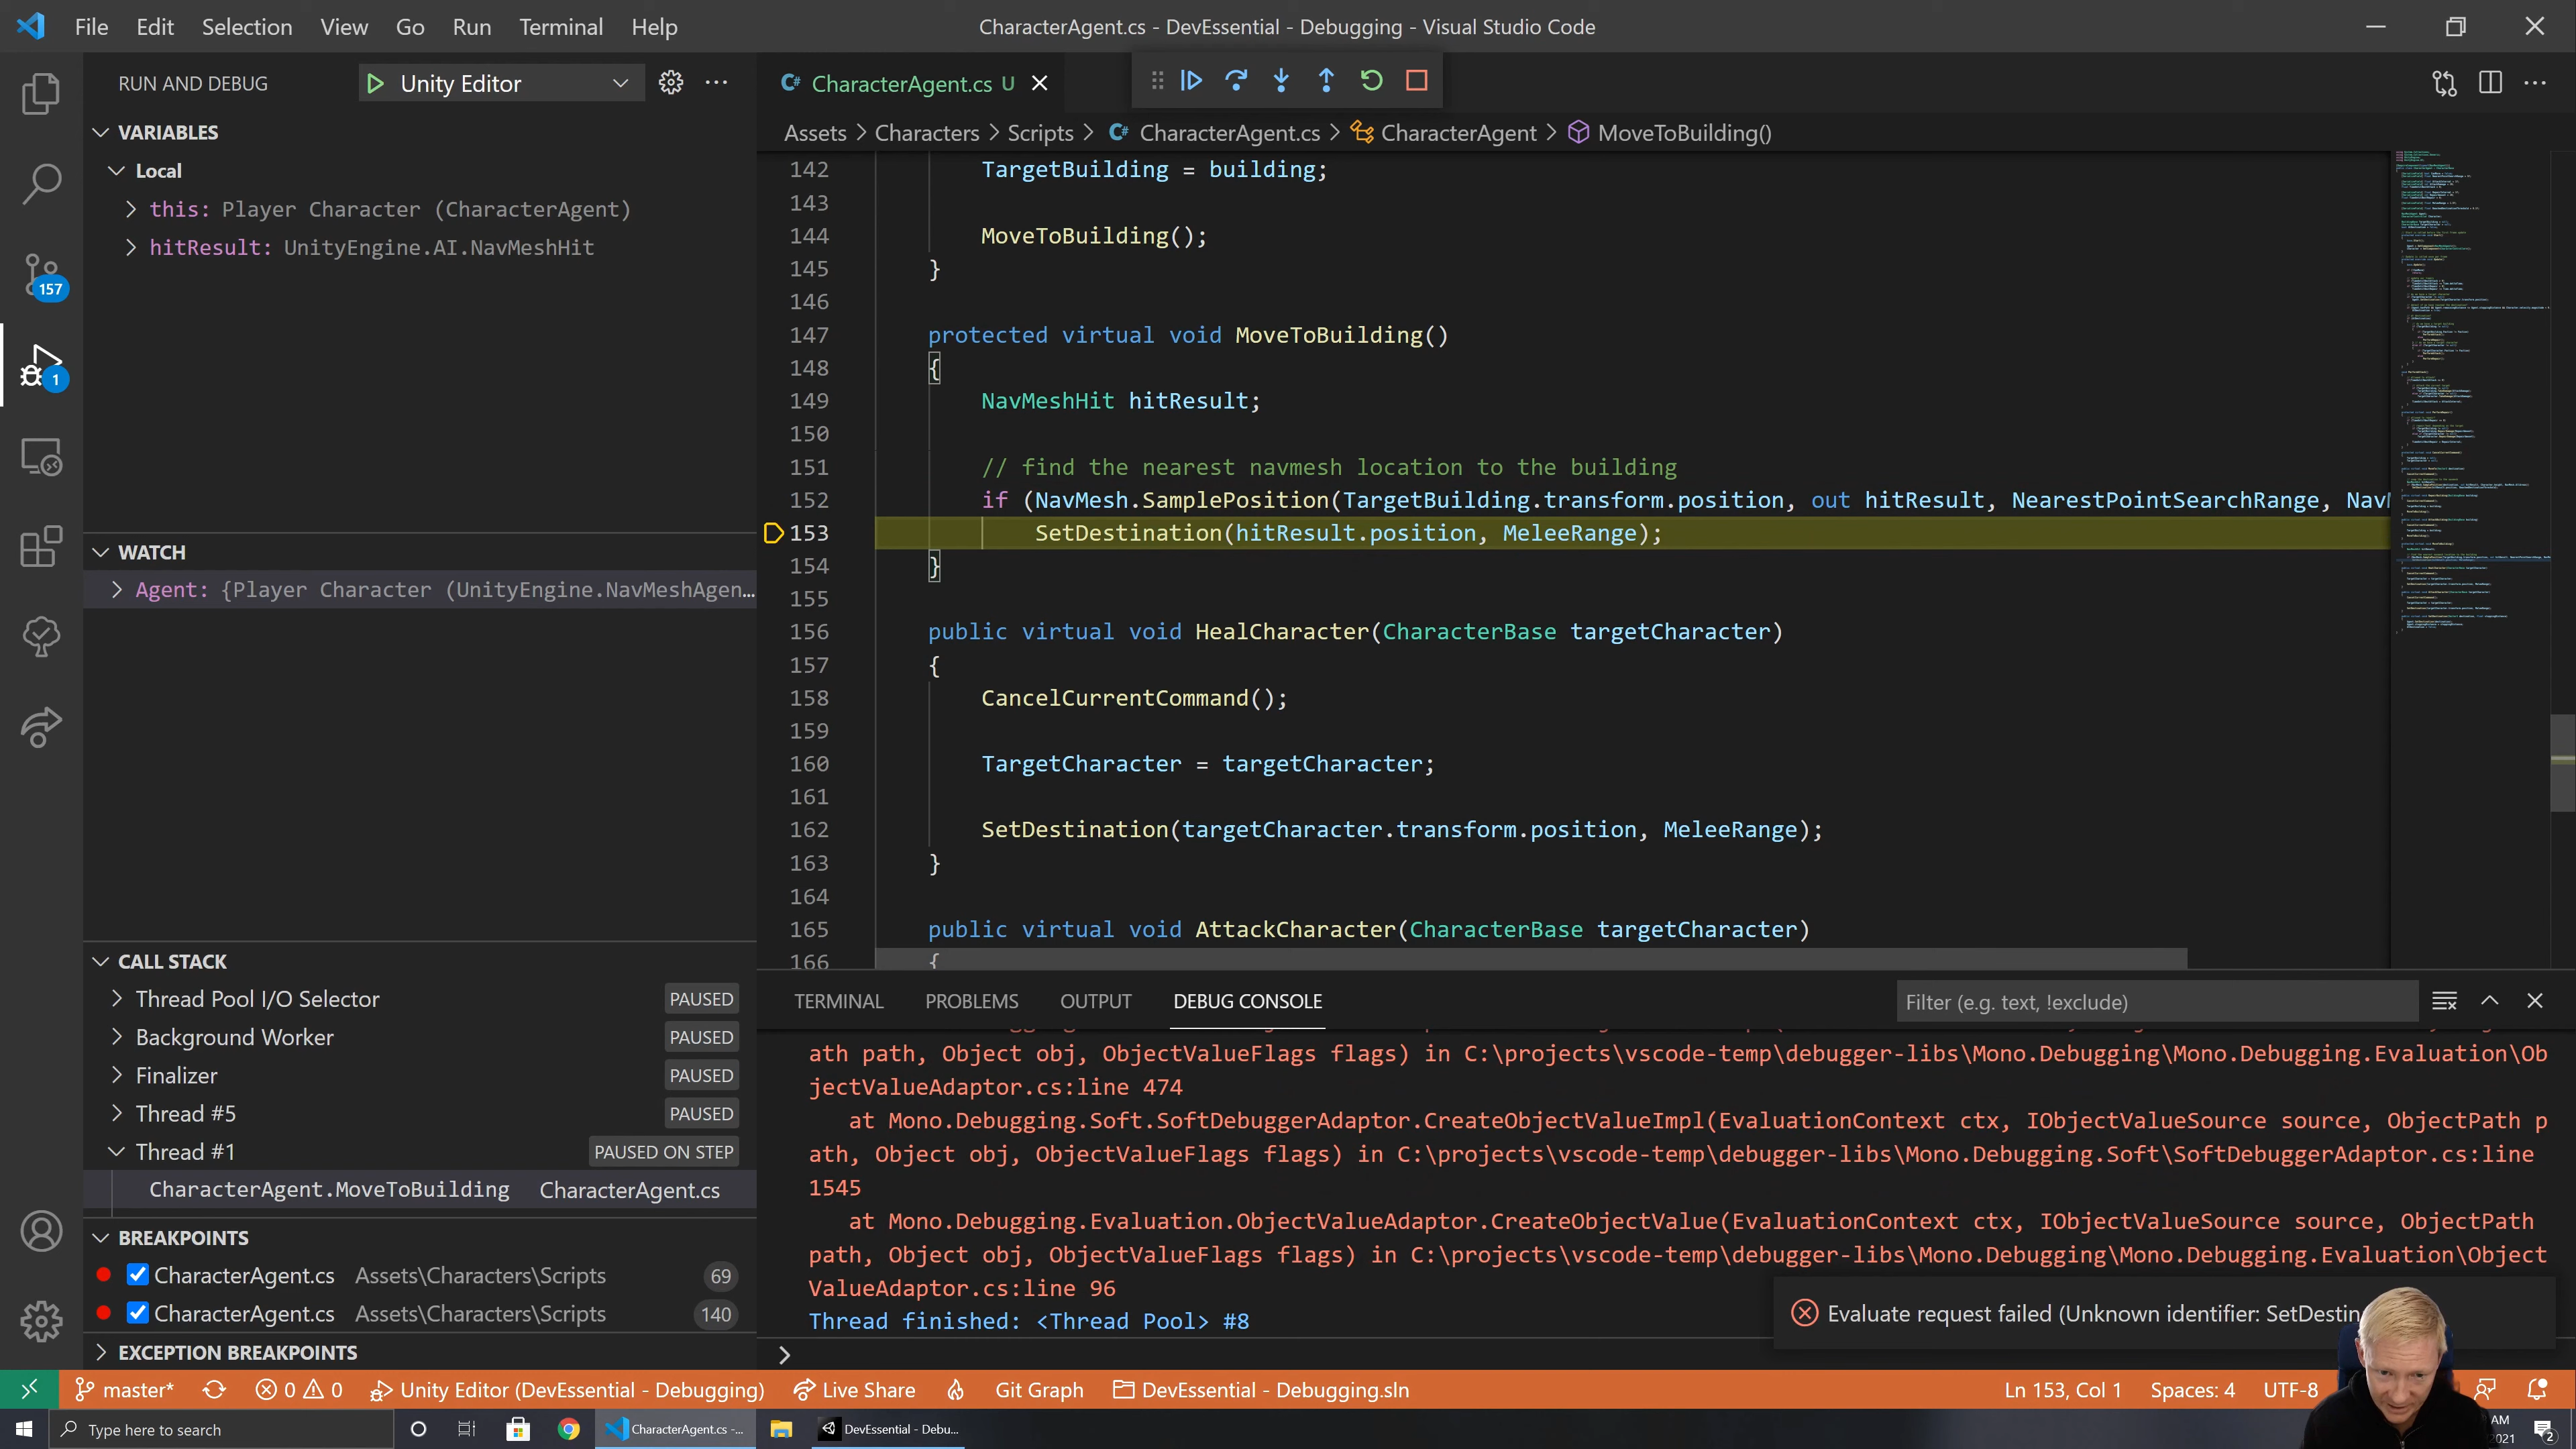 File Edit Selection View Go Run Terminal Help
CharacterAgent.cs - DevEssential - Debugging - Visual Studio Code
RUN AND DEBUG
Unity Editor
VARIABLES
Local
this: Player Character (CharacterAgent)
hitResult: UnityEngine.AI.NavMeshHit
157
1
WATCH
Agent: {Player Character (UnityEngine.NavMeshAgen...
CALL STACK
Thread Pool I/O Selector PAUSED
Background Worker PAUSED
Finalizer PAUSED
Thread #5 PAUSED
Thread #1 PAUSED ON STEP
CharacterAgent.MoveToBuilding CharacterAgent.cs
BREAKPOINTS
CharacterAgent.cs Assets\Characters\Scripts 69
CharacterAgent.cs Assets\Characters\Scripts 140
EXCEPTION BREAKPOINTS
CharacterAgent.cs U
Assets > Characters > Scripts > CharacterAgent.cs > CharacterAgent > MoveToBuilding()
142 TargetBuilding = building;
143
144 MoveToBuilding();
145 }
146
147 protected virtual void MoveToBuilding()
148 {
149 NavMeshHit hitResult;
150
151 // find the nearest navmesh location to the building
152 if (NavMesh.SamplePosition(TargetBuilding.transform.position, out hitResult, NearestPointSearchRange, NavM
153 SetDestination(hitResult.position, MeleeRange);
154 }
155
156 public virtual void HealCharacter(CharacterBase targetCharacter)
157 {
158 CancelCurrentCommand();
159
160 TargetCharacter = targetCharacter;
161
162 SetDestination(targetCharacter.transform.position, MeleeRange);
163 }
164
165 public virtual void AttackCharacter(CharacterBase targetCharacter)
166 {
TERMINAL PROBLEMS OUTPUT DEBUG CONSOLE
Filter (e.g. text, !exclude)
ath path, Object obj, ObjectValueFlags flags) in C:\projects\vscode-temp\debugger-libs\Mono.Debugging\Mono.Debugging.Evaluation\Ob
jectValueAdaptor.cs:line 474
at Mono.Debugging.Soft.SoftDebuggerAdaptor.CreateObjectValueImpl(EvaluationContext ctx, IObjectValueSource source, ObjectPath p
ath, Object obj, ObjectValueFlags flags) in C:\projects\vscode-temp\debugger-libs\Mono.Debugging.Soft\SoftDebuggerAdaptor.cs:line
1545
at Mono.Debugging.Evaluation.ObjectValueAdaptor.CreateObjectValue(EvaluationContext ctx, IObjectValueSource source, ObjectPath
path, Object obj, ObjectValueFlags flags) in C:\projects\vscode-temp\debugger-libs\Mono.Debugging\Mono.Debugging.Evaluation\Object
ValueAdaptor.cs:line 96
Thread finished: <Thread Pool> #8
Evaluate request failed (Unknown identifier: SetDestin
master* 0 0 Unity Editor (DevEssential - Debugging) Live Share Git Graph DevEssential - Debugging.sln
Ln 153, Col 1 Spaces: 4 UTF-8
Type here to search
CharacterAgent.cs -...
DevEssential - Debu...
AM
2021
2